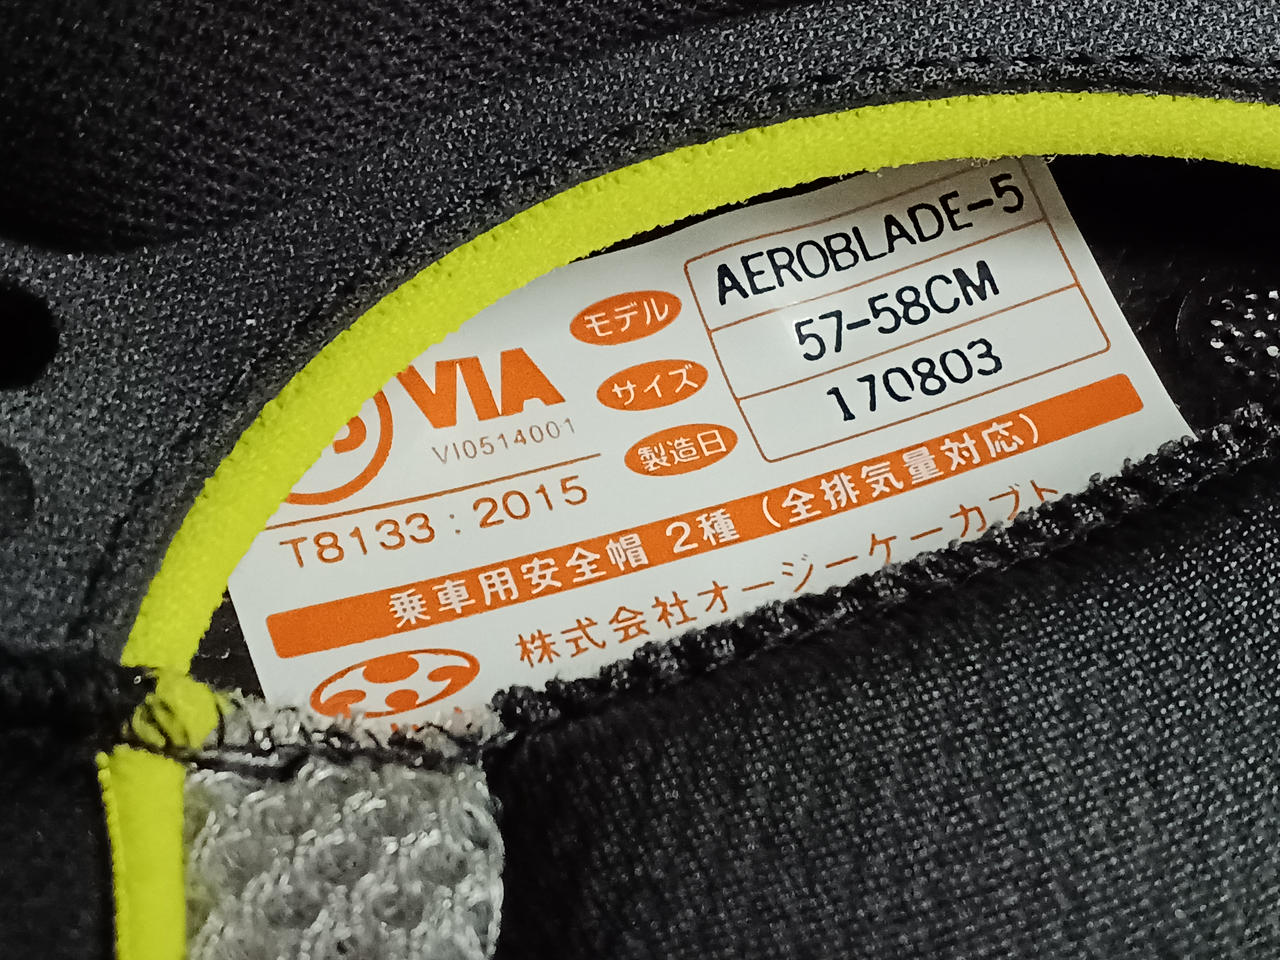 モデル AEROBLADE-5
サイズ 57-58CM
製造日 170803
VIA
VI0514001
T8133 : 2015
乗車用安全帽 2種 (全排気量対応)
株式会社オージーケーカブト